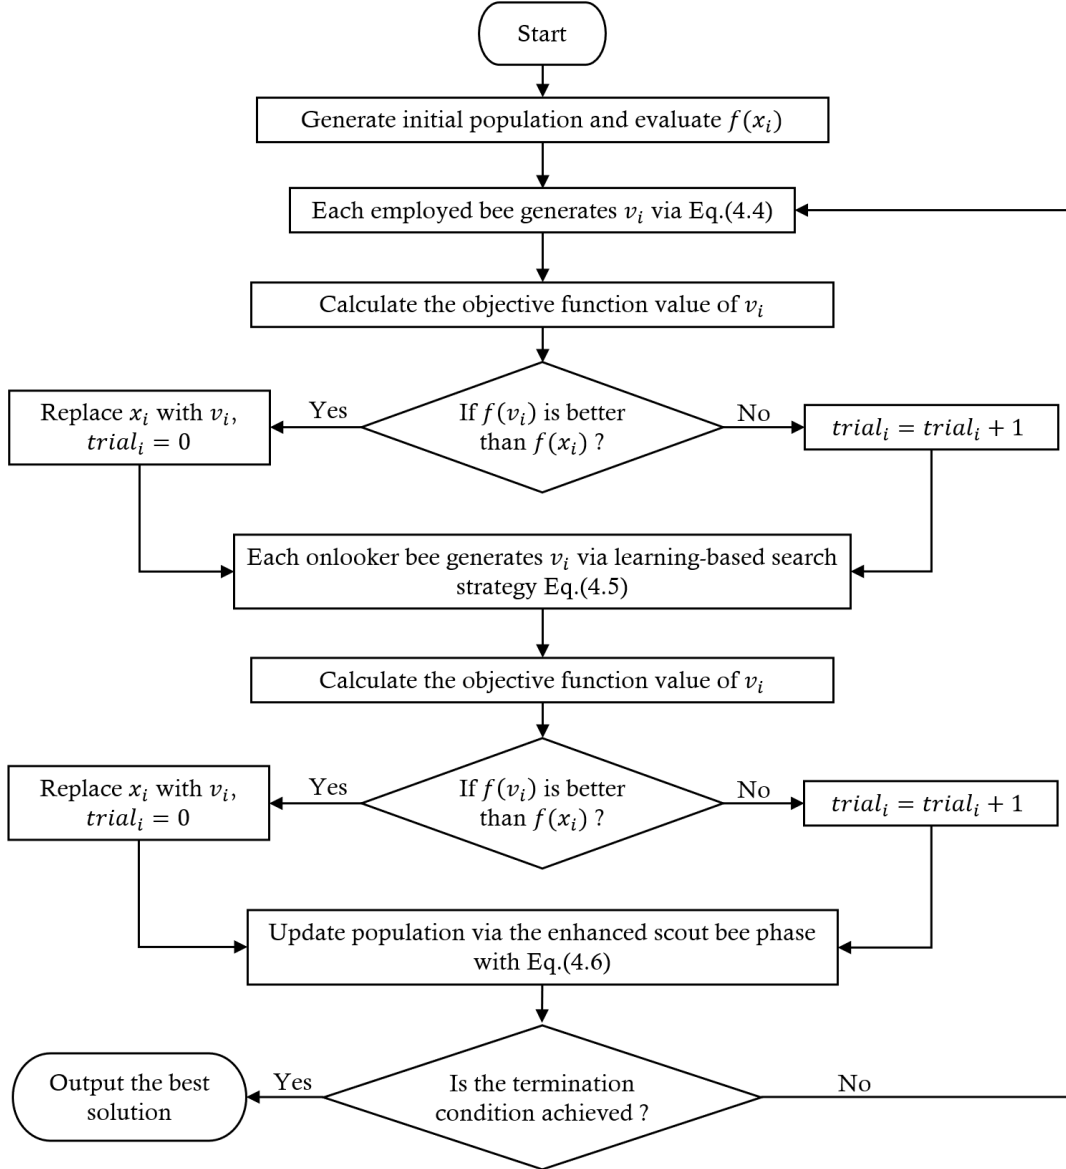 Start
Generate initial population and evaluate f(x_i)
Each employed bee generates v_i via Eq.(4.4)
Calculate the objective function value of v_i
If f(v_i) is better
than f(x_i) ?
Yes
No
Replace x_i with v_i,
trial_i = 0
trial_i = trial_i + 1
Each onlooker bee generates v_i via learning-based search
strategy Eq.(4.5)
Calculate the objective function value of v_i
If f(v_i) is better
than f(x_i) ?
Yes
No
Replace x_i with v_i,
trial_i = 0
trial_i = trial_i + 1
Update population via the enhanced scout bee phase
with Eq.(4.6)
Is the termination
condition achieved ?
Yes
No
Output the best
solution